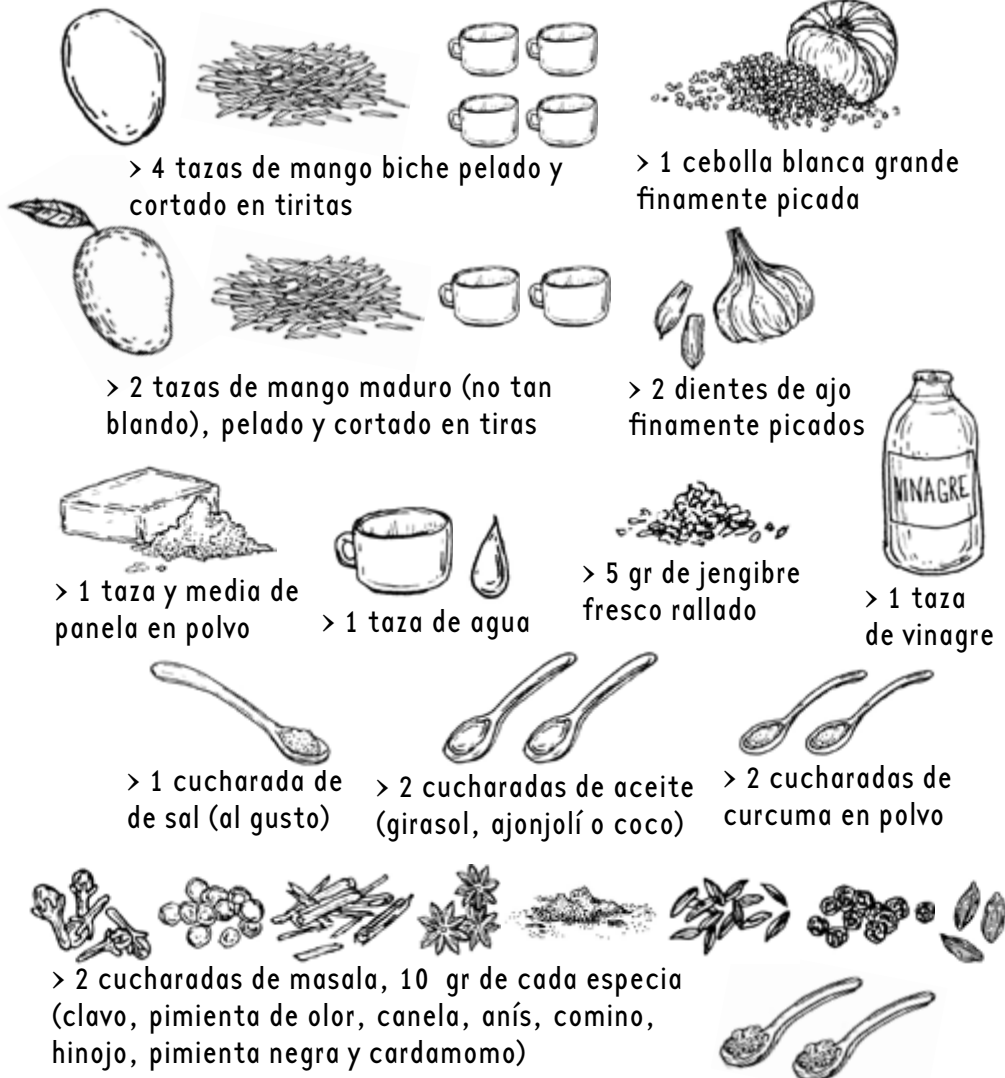 > 4 tazas de mango biche pelado y
cortado en tiritas
> 1 cebolla blanca grande
finamente picada
> 2 tazas de mango maduro (no tan
blando), pelado y cortado en tiras
> 2 dientes de ajo
finamente picados
VINAGRE
> 1 taza y media de
panela en polvo
> 1 taza de agua
> 5 gr de jengibre
fresco rallado
> 1 taza
de vinagre
> 1 cucharada de
de sal (al gusto)
> 2 cucharadas de aceite
(girasol, ajonjolí o coco)
> 2 cucharadas de
curcuma en polvo
> 2 cucharadas de masala, 10 gr de cada especia
(clavo, pimienta de olor, canela, anís, comino,
hinojo, pimienta negra y cardamomo)